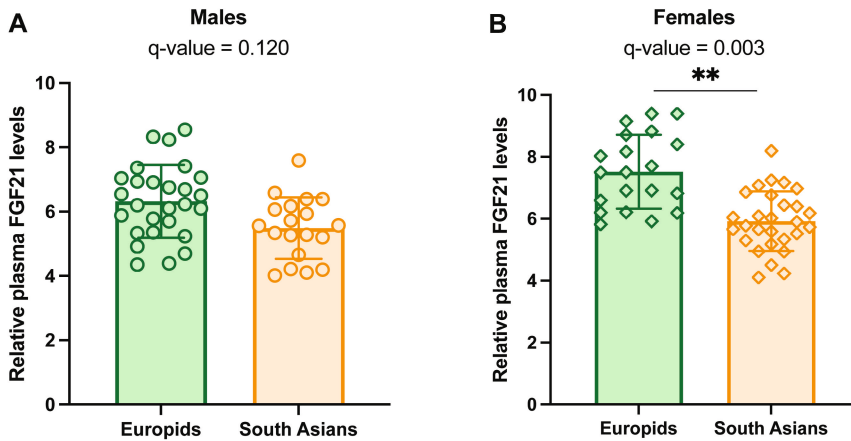 A
Males
q-value = 0.120
Relative plasma FGF21 levels
10
8
6
4
2
0
Europids
South Asians
B
Females
q-value = 0.003
**
Relative plasma FGF21 levels
10
8
6
4
2
0
Europids
South Asians